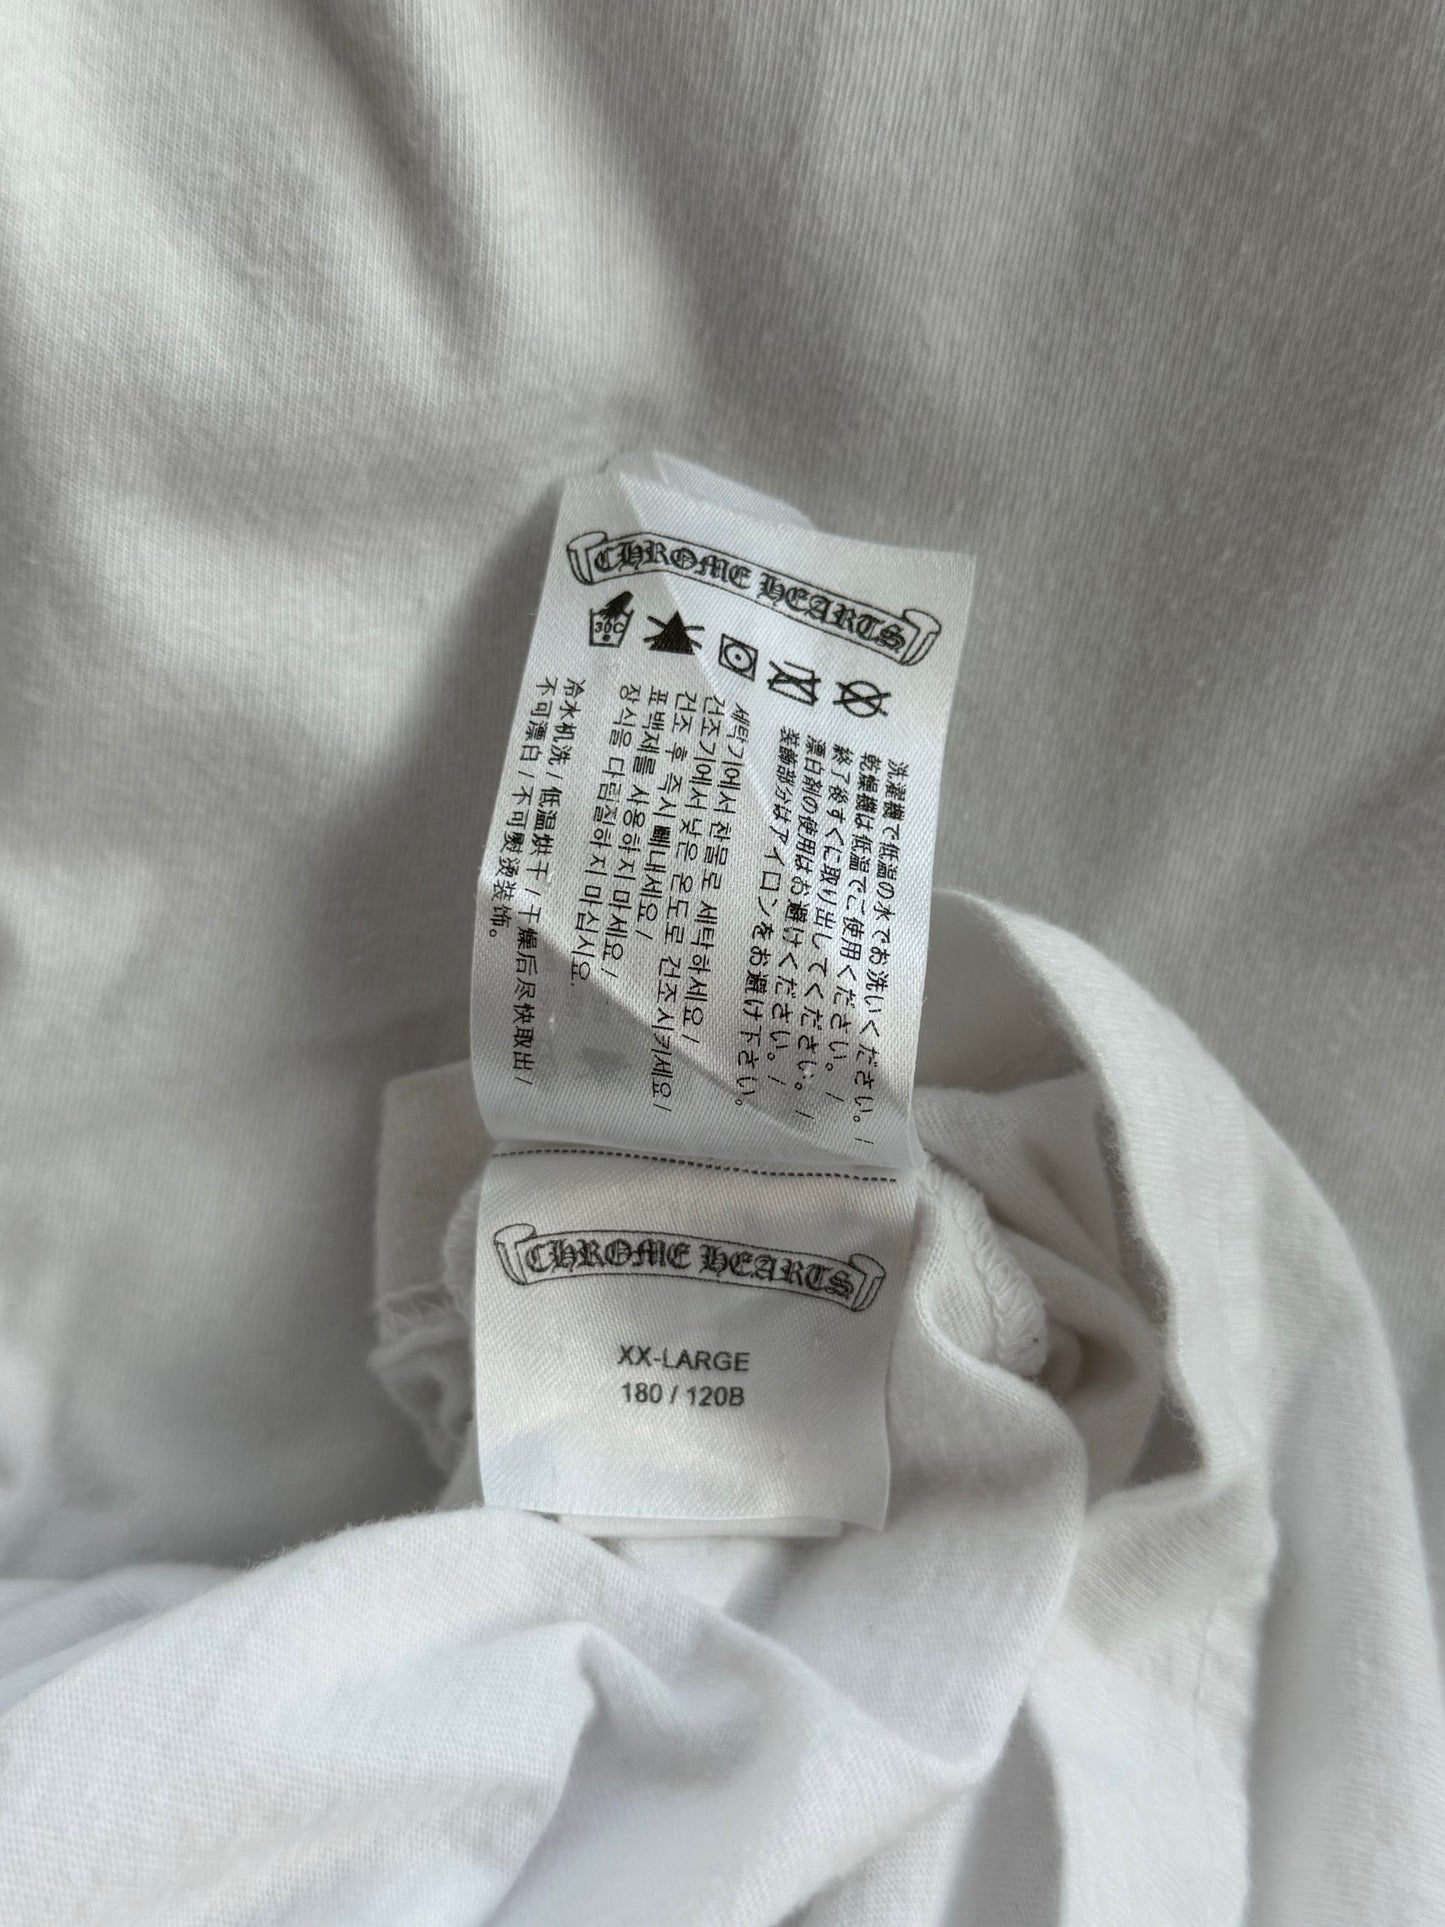 CHROME HEARTS
30C
洗濯機で低温の水でお洗いください。/
乾燥機は低温でご使用ください。/
終了後すぐに取り出してください。/
漂白剤の使用はお避けください。/
装飾部分はアイロンをお避け下さい。
세탁기에서 찬물로 세탁하세요/
건조기에서 낮은 온도로 건조시키세요/
건조 후 즉시 빼내세요/
표백제를 사용하지 마세요/
장식을 다림질하지 마십시요.
冷水机洗/低温烘干/干燥后尽快取出/
不可漂白/不可熨烫装饰。
CHROME HEARTS
XX-LARGE
180 / 120B